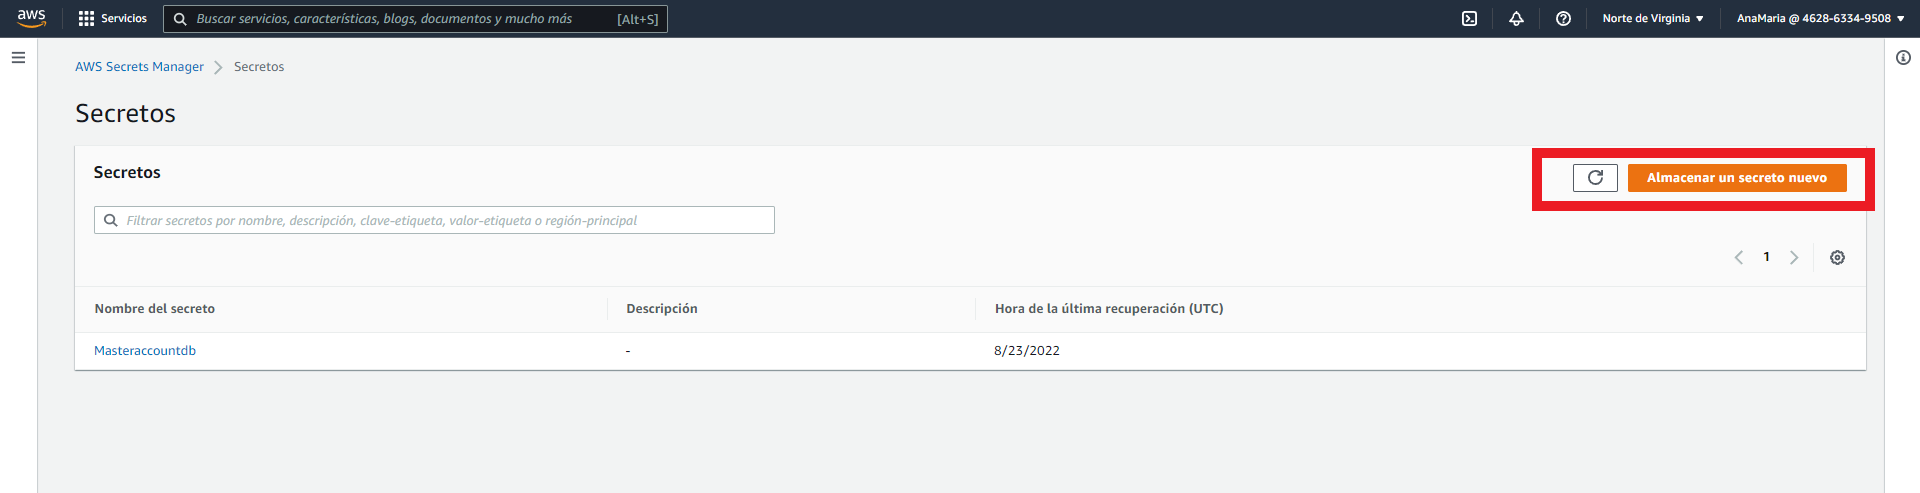 aws Servicios Buscar servicios, características, blogs, documentos y mucho más [Alt+S] Norte de Virginia AnaMaria @ 4628-6334-9508
AWS Secrets Manager Secretos
Secretos
Secretos
Almacenar un secreto nuevo
Filtrar secretos por nombre, descripción, clave-etiqueta, valor-etiqueta o región-principal
1
Nombre del secreto Descripción Hora de la última recuperación (UTC)
Masteraccountdb - 8/23/2022